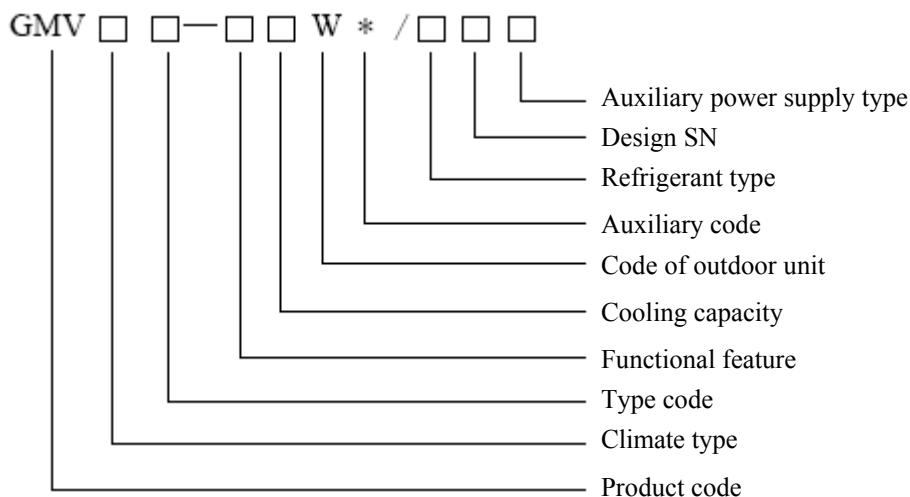 GMV □ □—□ □ W * /□ □ □
Auxiliary power supply type
Design SN
Refrigerant type
Auxiliary code
Code of outdoor unit
Cooling capacity
Functional feature
Type code
Climate type
Product code